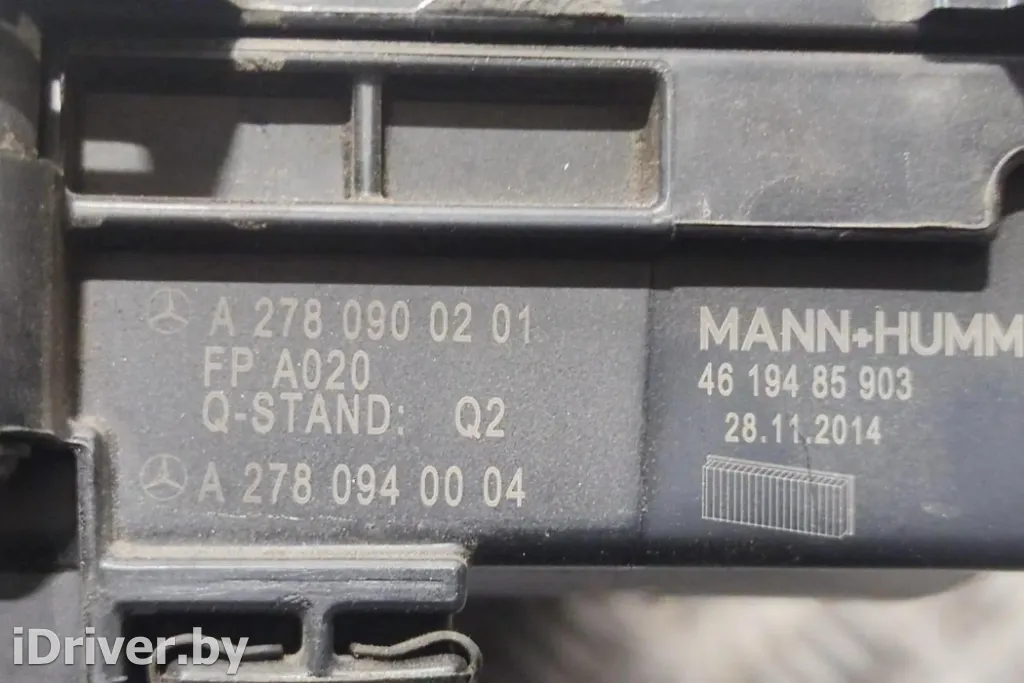 A 278 090 02 01
FP A020
Q-STAND: Q2
A 278 094 00 04
MANN+HUMM
46 194 85 903
28.11.2014
iDriver.by